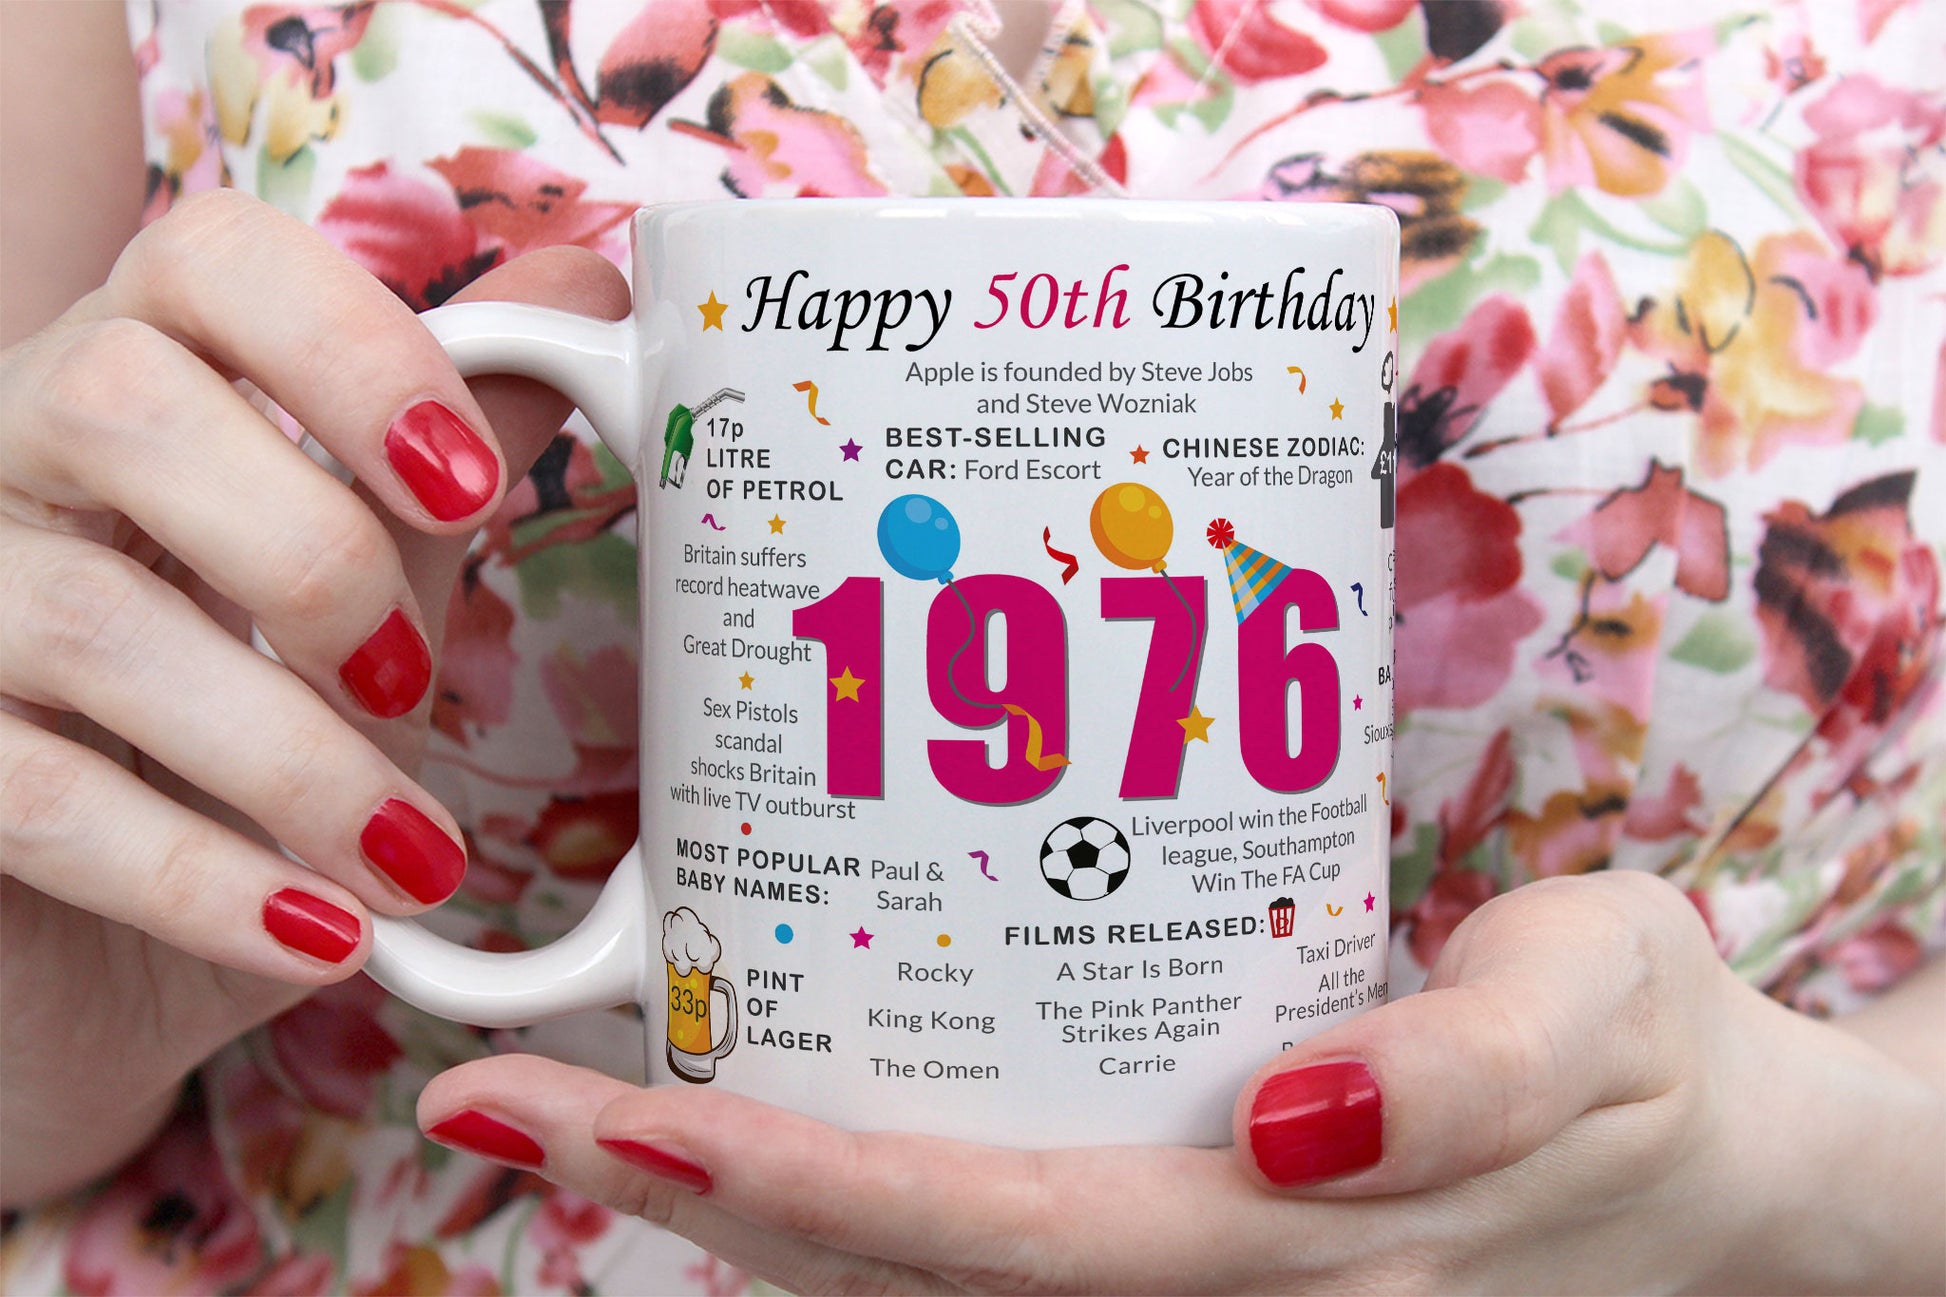 Happy 50th Birthday
Apple is founded by Steve Jobs
and Steve Wozniak
17p
LITRE
OF PETROL
BEST-SELLING
CAR: Ford Escort
CHINESE ZODIAC:
Year of the Dragon
Britain suffers
record heatwave
and
Great Drought
1976
Sex Pistols
scandal
shocks Britain
with live TV outburst
Liverpool win the Football
league, Southampton
Win The FA Cup
MOST POPULAR
BABY NAMES:
Paul &
Sarah
33p
PINT
OF
LAGER
FILMS RELEASED:
Rocky
King Kong
The Omen
A Star Is Born
The Pink Panther
Strikes Again
Carrie
Taxi Driver
All the
President's Men